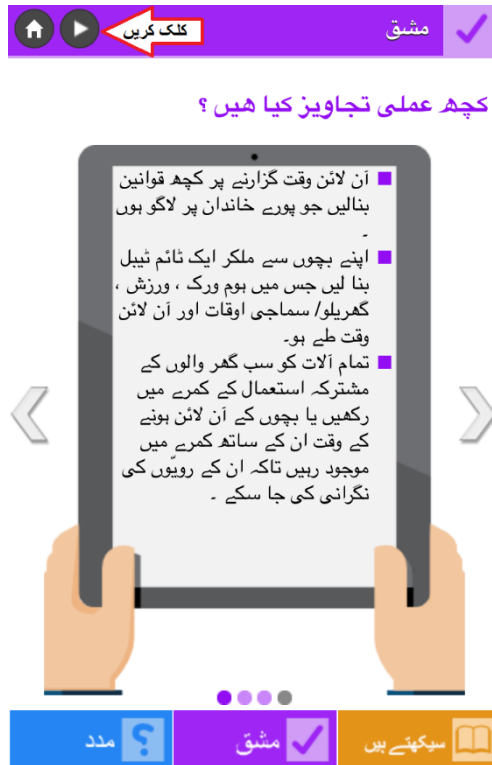 مشق
کلک کریں
کچھ عملی تجاویز کیا ھیں ؟
آن لائن وقت گزارنے پر کچھ قوانین
بنالیں جو پورے خاندان پر لاگو ہوں
۔
اپنے بچوں سے ملکر ایک ٹائم ٹیبل
بنا لیں جس میں ہوم ورک ، ورزش ،
گھریلو/ سماجی اوقات اور آن لائن
وقت طے ہو۔
تمام آلات کو سب گھر والوں کے
مشترکہ استعمال کے کمرے میں
رکھیں یا بچوں کے آن لائن ہونے
کے وقت ان کے ساتھ کمرے میں
موجود رہیں تاکہ ان کے رویّوں کی
نگرانی کی جا سکے ۔
سیکھتے ہیں
مشق
مدد